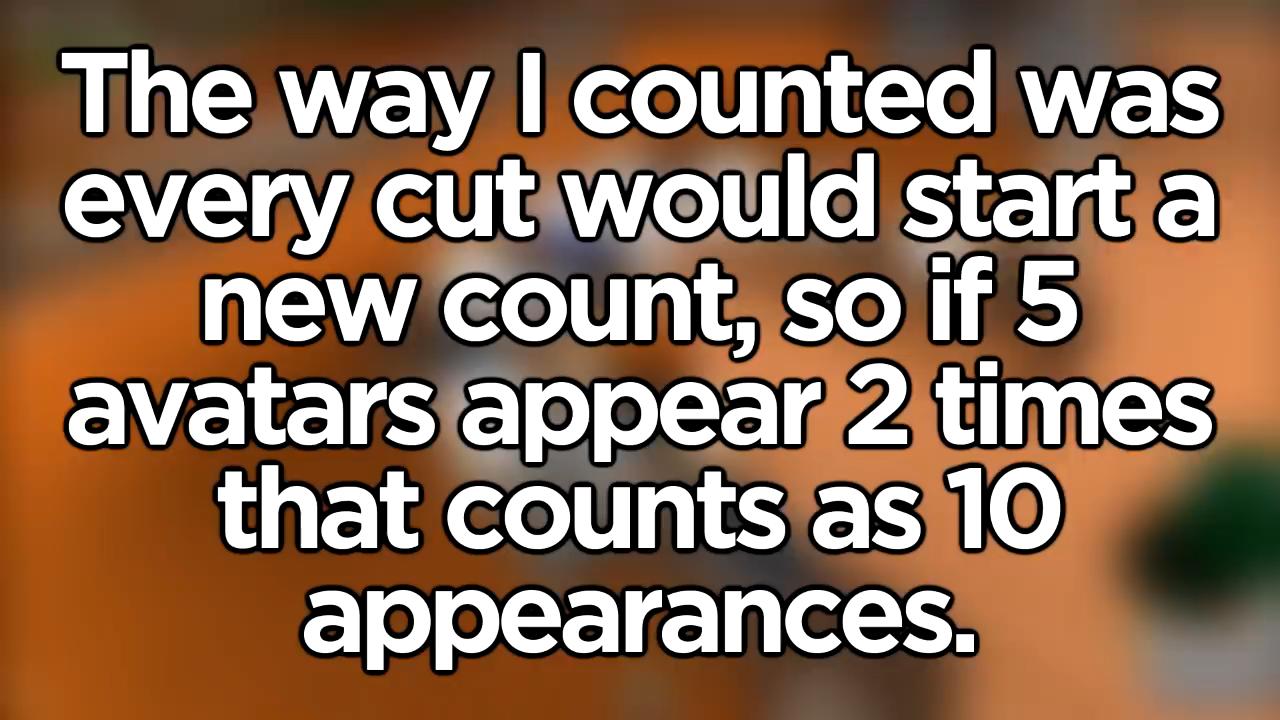 The way I counted was
every cut would start a
new count, so if 5
avatars appear 2 times
that counts as 10
appearances.